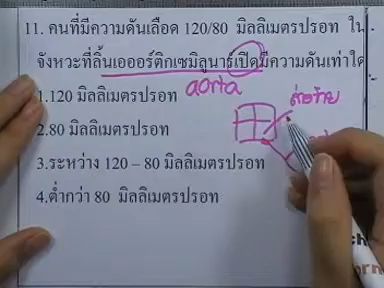 11. คนที่มีความดันเลือด 120/80 มิลลิเมตรปรอท ใน
จังหวะที่ลิ้นเอออร์ติกเซมิลูนาร์เปิดมีความดันเท่าใด
aorta
1.120 มิลลิเมตรปรอท
2.80 มิลลิเมตรปรอท
3.ระหว่าง 120 – 80 มิลลิเมตรปรอท
4.ต่ำกว่า 80 มิลลิเมตรปรอท